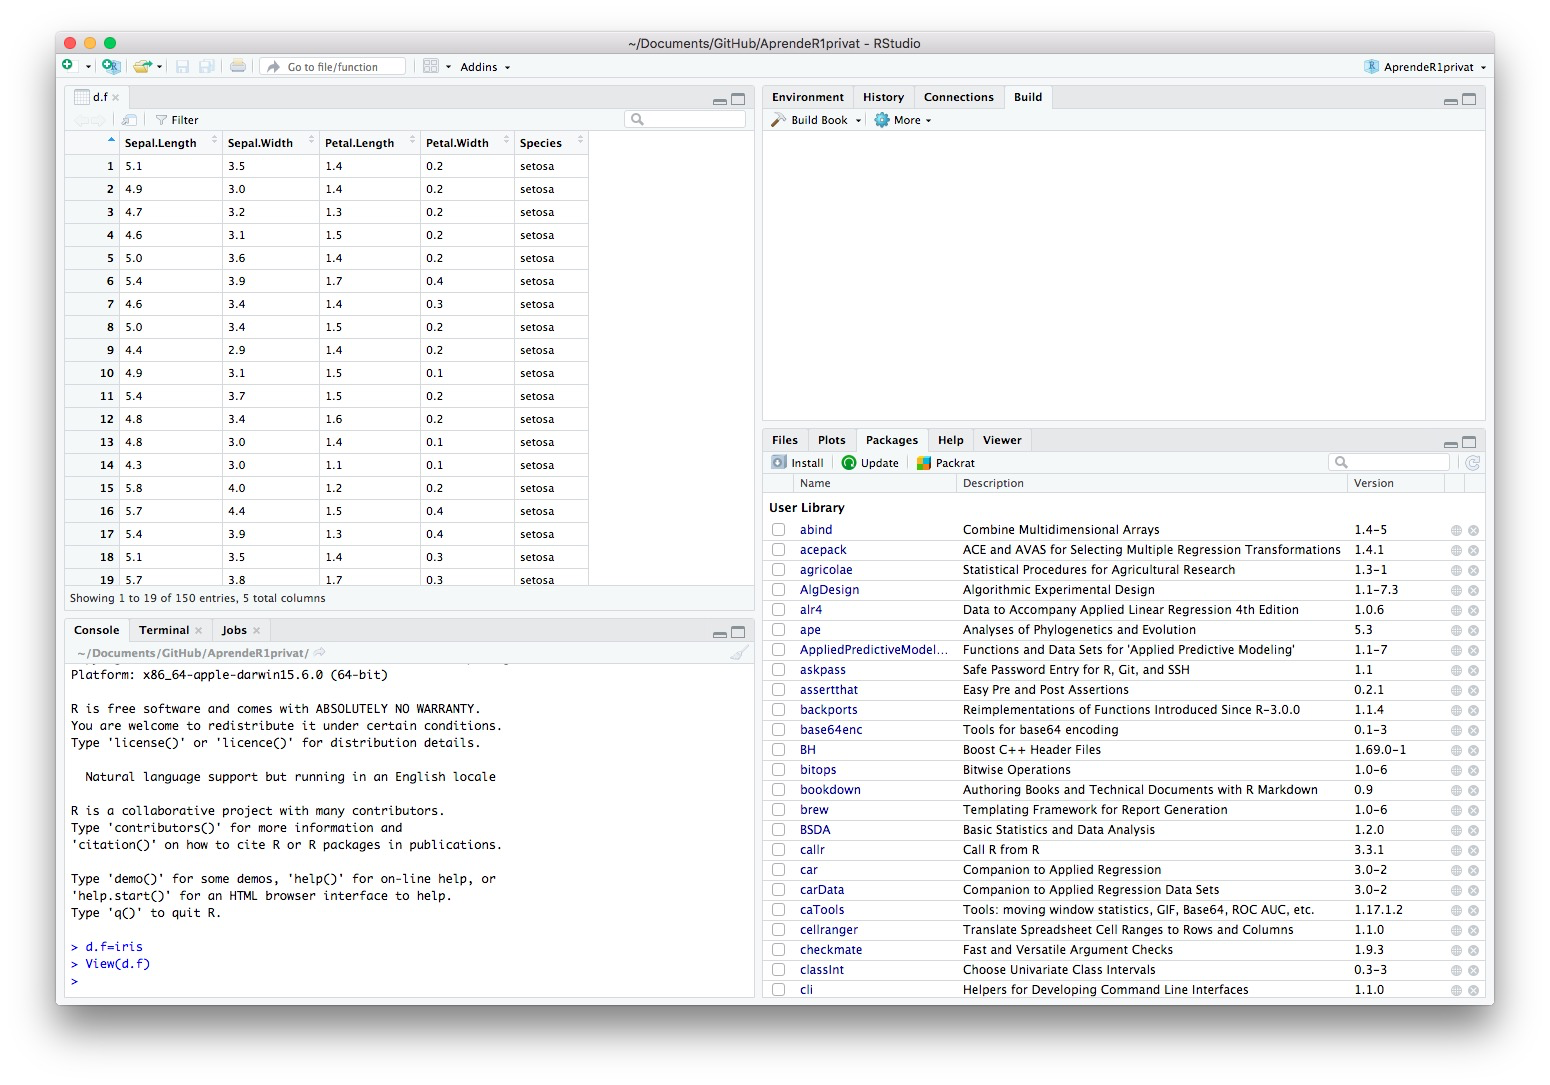 ~/Documents/GitHub/AprendeR1privat - RStudio
Go to file/function Addins AprendeR1privat
d.f
Filter
Sepal.Length Sepal.Width Petal.Length Petal.Width Species
1 5.1 3.5 1.4 0.2 setosa
2 4.9 3.0 1.4 0.2 setosa
3 4.7 3.2 1.3 0.2 setosa
4 4.6 3.1 1.5 0.2 setosa
5 5.0 3.6 1.4 0.2 setosa
6 5.4 3.9 1.7 0.4 setosa
7 4.6 3.4 1.4 0.3 setosa
8 5.0 3.4 1.5 0.2 setosa
9 4.4 2.9 1.4 0.2 setosa
10 4.9 3.1 1.5 0.1 setosa
11 5.4 3.7 1.5 0.2 setosa
12 4.8 3.4 1.6 0.2 setosa
13 4.8 3.0 1.4 0.1 setosa
14 4.3 3.0 1.1 0.1 setosa
15 5.8 4.0 1.2 0.2 setosa
16 5.7 4.4 1.5 0.4 setosa
17 5.4 3.9 1.3 0.4 setosa
18 5.1 3.5 1.4 0.3 setosa
19 5.7 3.8 1.7 0.3 setosa
Showing 1 to 19 of 150 entries, 5 total columns
Console Terminal Jobs
~/Documents/GitHub/AprendeR1privat/
Platform: x86_64-apple-darwin15.6.0 (64-bit)
R is free software and comes with ABSOLUTELY NO WARRANTY.
You are welcome to redistribute it under certain conditions.
Type 'license()' or 'licence()' for distribution details.
Natural language support but running in an English locale
R is a collaborative project with many contributors.
Type 'contributors()' for more information and
'citation()' on how to cite R or R packages in publications.
Type 'demo()' for some demos, 'help()' for on-line help, or
'help.start()' for an HTML browser interface to help.
Type 'q()' to quit R.
> d.f=iris
> View(d.f)
>
Environment History Connections Build
Build Book More
Files Plots Packages Help Viewer
Install Update Packrat
Name Description Version
User Library
abind Combine Multidimensional Arrays 1.4-5
acepack ACE and AVAS for Selecting Multiple Regression Transformations 1.4.1
agricolae Statistical Procedures for Agricultural Research 1.3-1
AlgDesign Algorithmic Experimental Design 1.1-7.3
alr4 Data to Accompany Applied Linear Regression 4th Edition 1.0.6
ape Analyses of Phylogenetics and Evolution 5.3
AppliedPredictiveModel... Functions and Data Sets for 'Applied Predictive Modeling' 1.1-7
askpass Safe Password Entry for R, Git, and SSH 1.1
assertthat Easy Pre and Post Assertions 0.2.1
backports Reimplementations of Functions Introduced Since R-3.0.0 1.1.4
base64enc Tools for base64 encoding 0.1-3
BH Boost C++ Header Files 1.69.0-1
bitops Bitwise Operations 1.0-6
bookdown Authoring Books and Technical Documents with R Markdown 0.9
brew Templating Framework for Report Generation 1.0-6
BSDA Basic Statistics and Data Analysis 1.2.0
callr Call R from R 3.3.1
car Companion to Applied Regression 3.0-2
carData Companion to Applied Regression Data Sets 3.0-2
caTools Tools: moving window statistics, GIF, Base64, ROC AUC, etc. 1.17.1.2
cellranger Translate Spreadsheet Cell Ranges to Rows and Columns 1.1.0
checkmate Fast and Versatile Argument Checks 1.9.3
classInt Choose Univariate Class Intervals 0.3-3
cli Helpers for Developing Command Line Interfaces 1.1.0